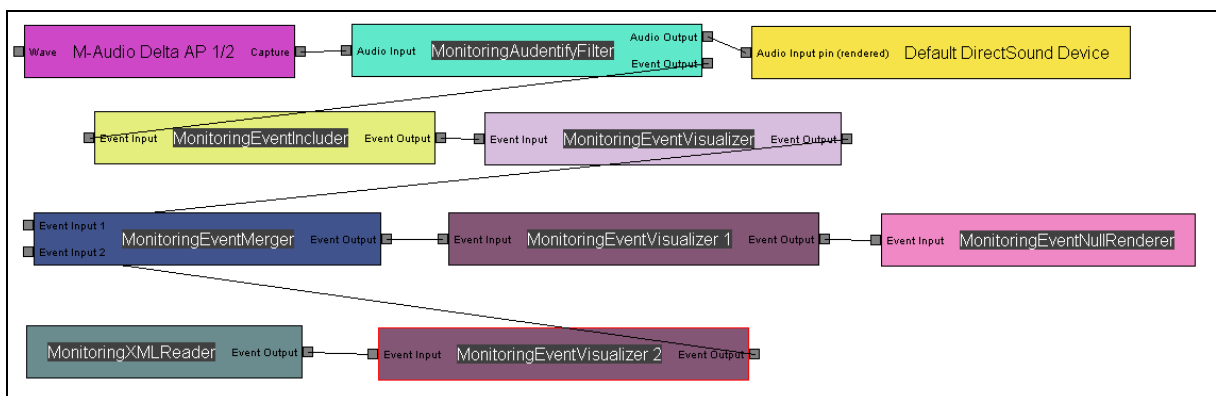 Wave M-Audio Delta AP 1/2 Capture
Audio Input MonitoringAudentifyFilter Audio Output
Event Output
Audio Input pin (rendered) Default DirectSound Device
Event Input MonitoringEventIncluder Event Output
Event Input MonitoringEventVisualizer Event Output
Event Input 1
Event Input 2
MonitoringEventMerger Event Output
Event Input MonitoringEventVisualizer 1 Event Output
Event Input MonitoringEventNullRenderer
MonitoringXMLReader Event Output
Event Input MonitoringEventVisualizer 2 Event Output